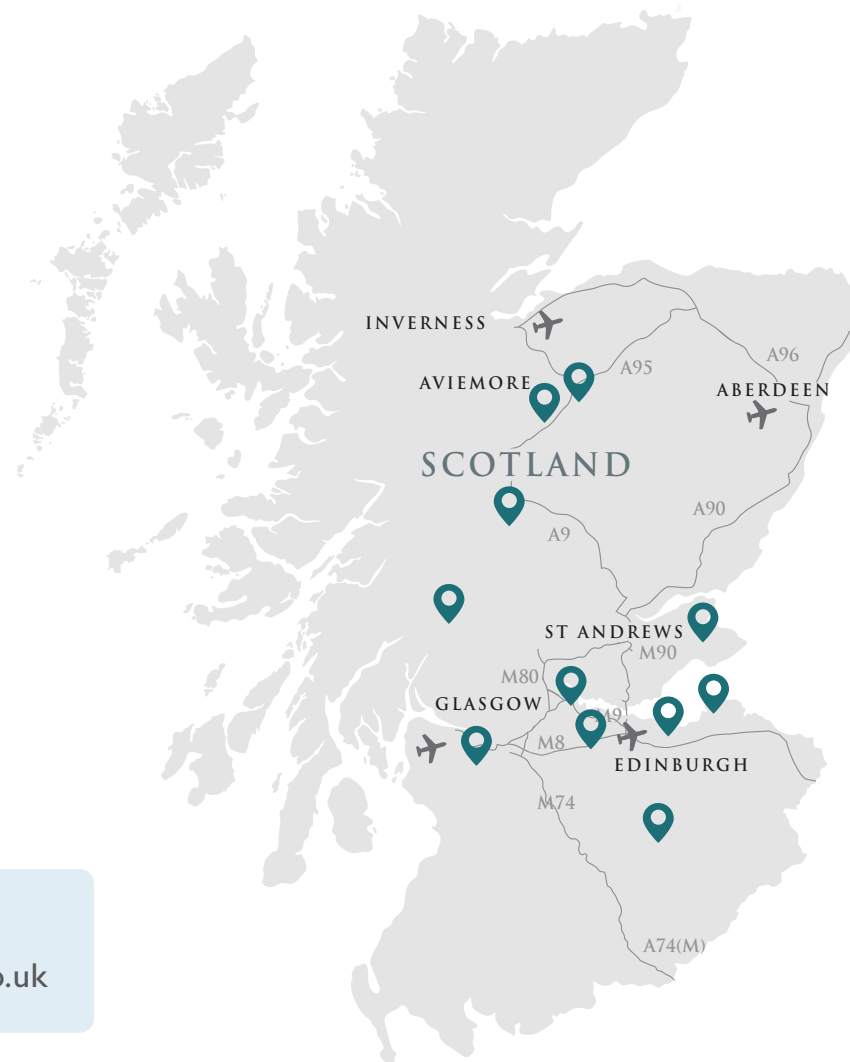 INVERNESS
A95
A96
AVIEMORE
ABERDEEN
SCOTLAND
A90
A9
ST ANDREWS
M90
M80
GLASGOW
M9
M8
EDINBURGH
M74
A74(M)
.uk